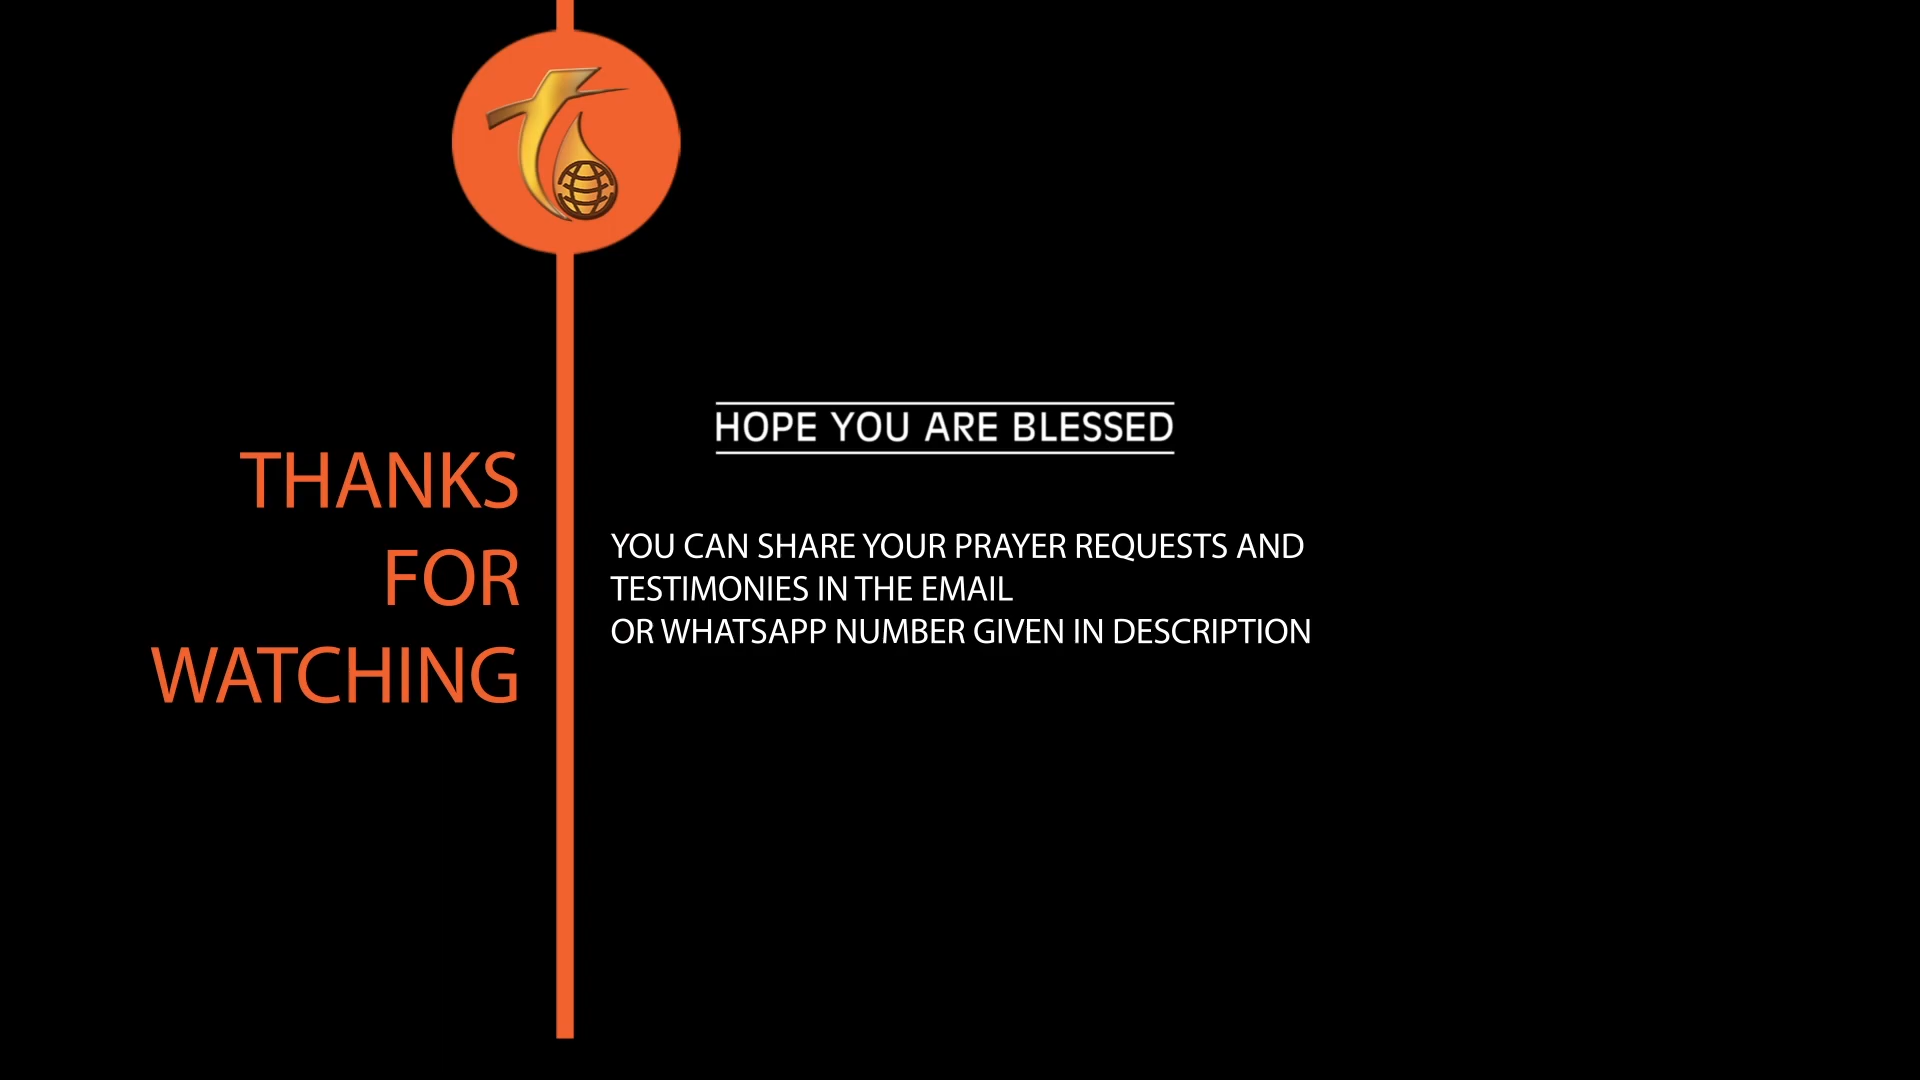 THANKS
FOR
WATCHING
HOPE YOU ARE BLESSED
YOU CAN SHARE YOUR PRAYER REQUESTS AND
TESTIMONIES IN THE EMAIL
OR WHATSAPP NUMBER GIVEN IN DESCRIPTION